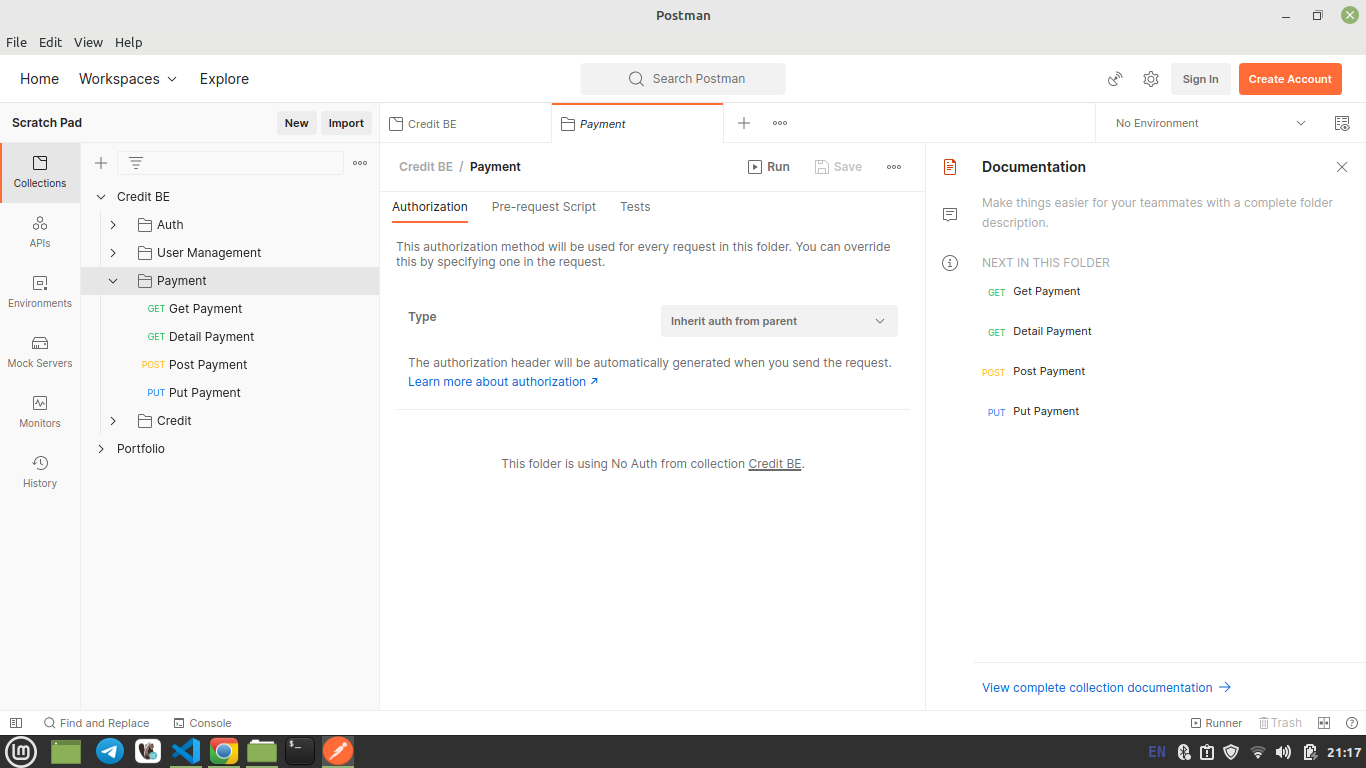 Postman
File Edit View Help
Home Workspaces Explore
Search Postman
Sign In
Create Account
Scratch Pad
New
Import
Credit BE
Payment
No Environment
Collections
APIs
Environments
Mock Servers
Monitors
History
Credit BE
Auth
User Management
Payment
GET Get Payment
GET Detail Payment
POST Post Payment
PUT Put Payment
Credit
Portfolio
Credit BE / Payment
Run
Save
Authorization Pre-request Script Tests
This authorization method will be used for every request in this folder. You can override
this by specifying one in the request.
Type
Inherit auth from parent
The authorization header will be automatically generated when you send the request.
Learn more about authorization ↗
This folder is using No Auth from collection Credit BE.
Documentation
Make things easier for your teammates with a complete folder
description.
NEXT IN THIS FOLDER
GET Get Payment
GET Detail Payment
POST Post Payment
PUT Put Payment
View complete collection documentation →
Find and Replace
Console
Runner
Trash
EN
21:17